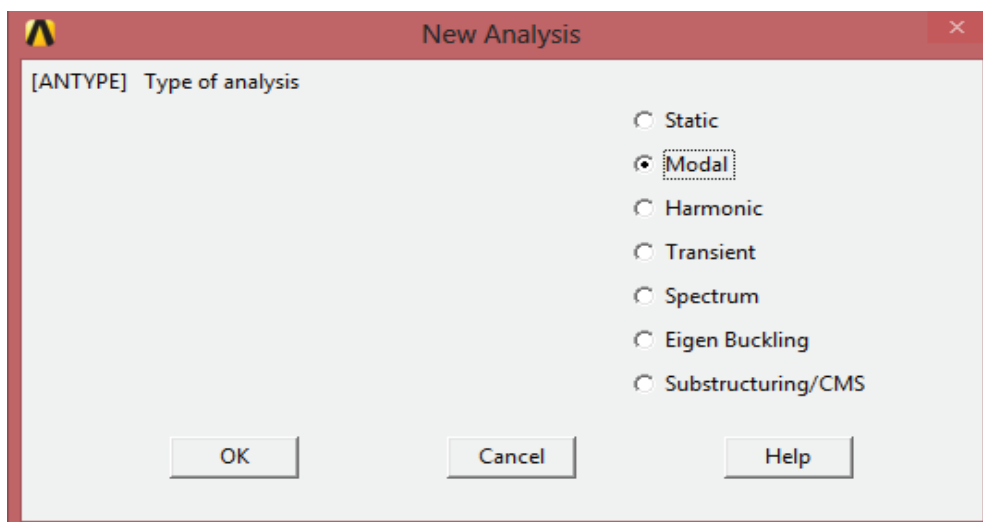 New Analysis
[ANTYPE] Type of analysis
Static
Modal
Harmonic
Transient
Spectrum
Eigen Buckling
Substructuring/CMS
OK Cancel Help